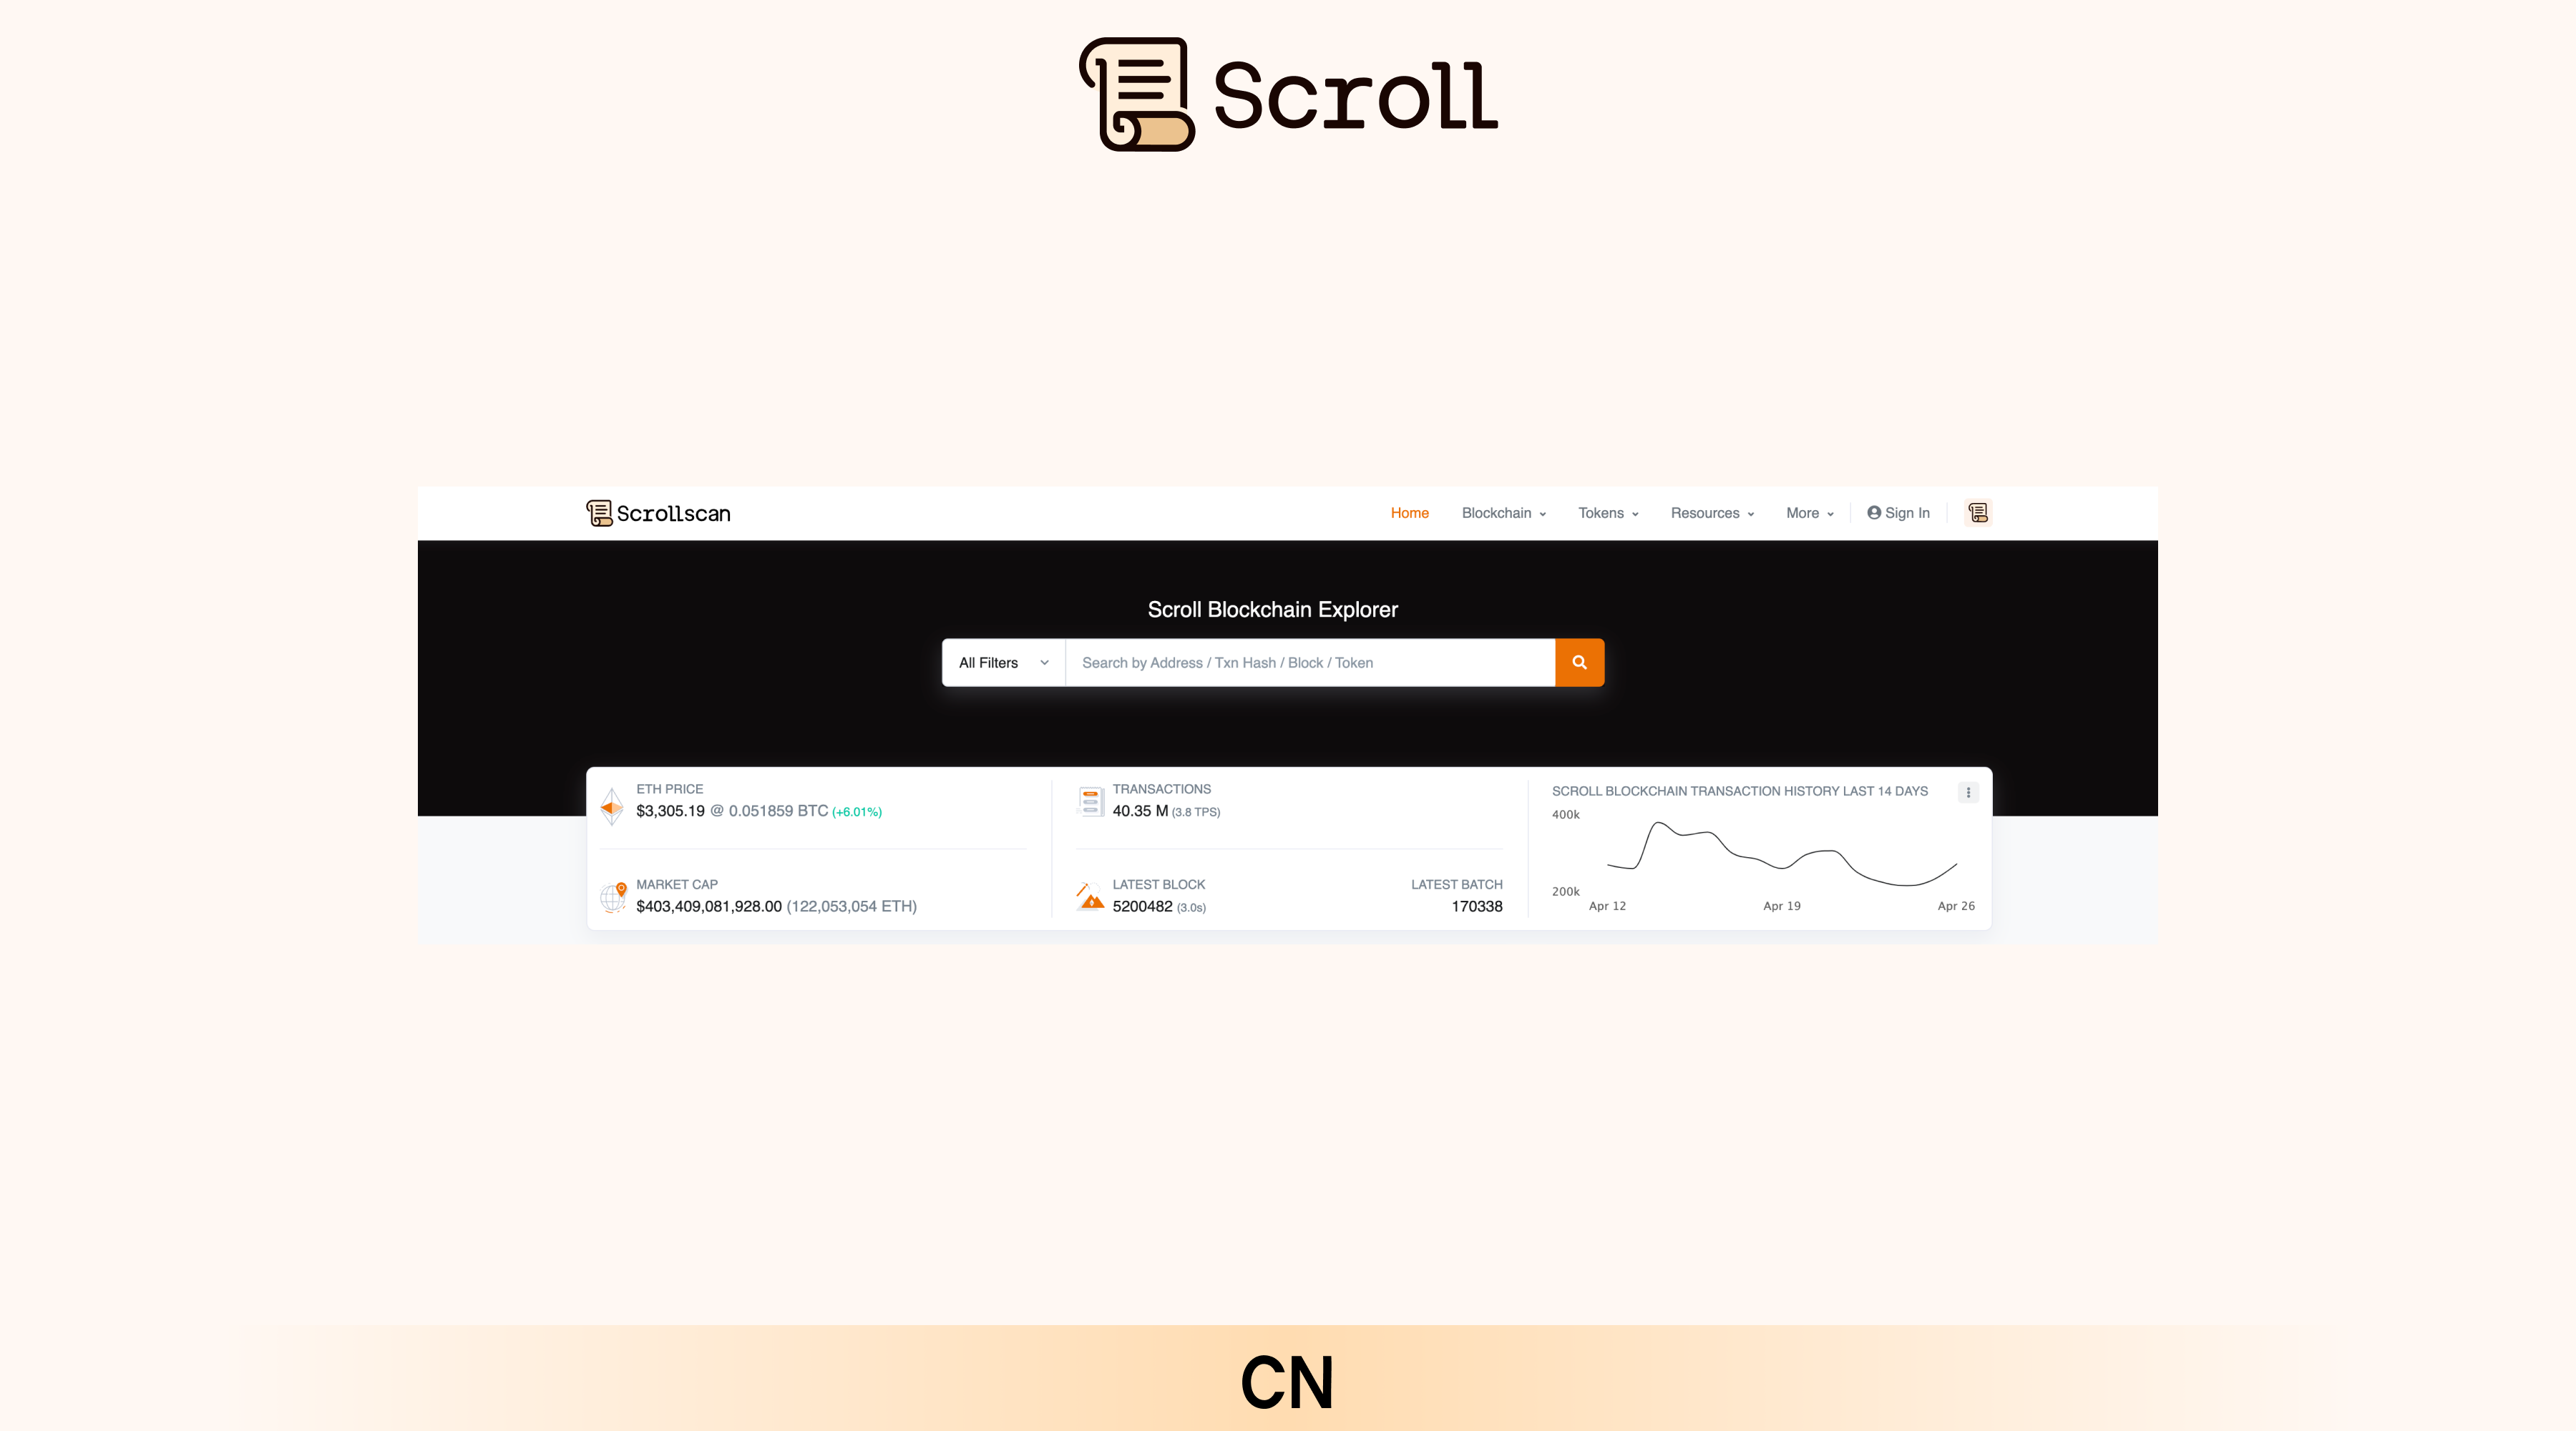 Scroll
Scrollscan
Home Blockchain Tokens Resources More Sign In
Scroll Blockchain Explorer
All Filters Search by Address / Txn Hash / Block / Token
ETH PRICE
$3,305.19 @ 0.051859 BTC (+6.01%)
MARKET CAP
$403,409,081,928.00 (122,053,054 ETH)
TRANSACTIONS
40.35 M (3.8 TPS)
LATEST BLOCK
5200482 (3.0s)
LATEST BATCH
170338
SCROLL BLOCKCHAIN TRANSACTION HISTORY LAST 14 DAYS
400k
200k
Apr 12 Apr 19 Apr 26
CN